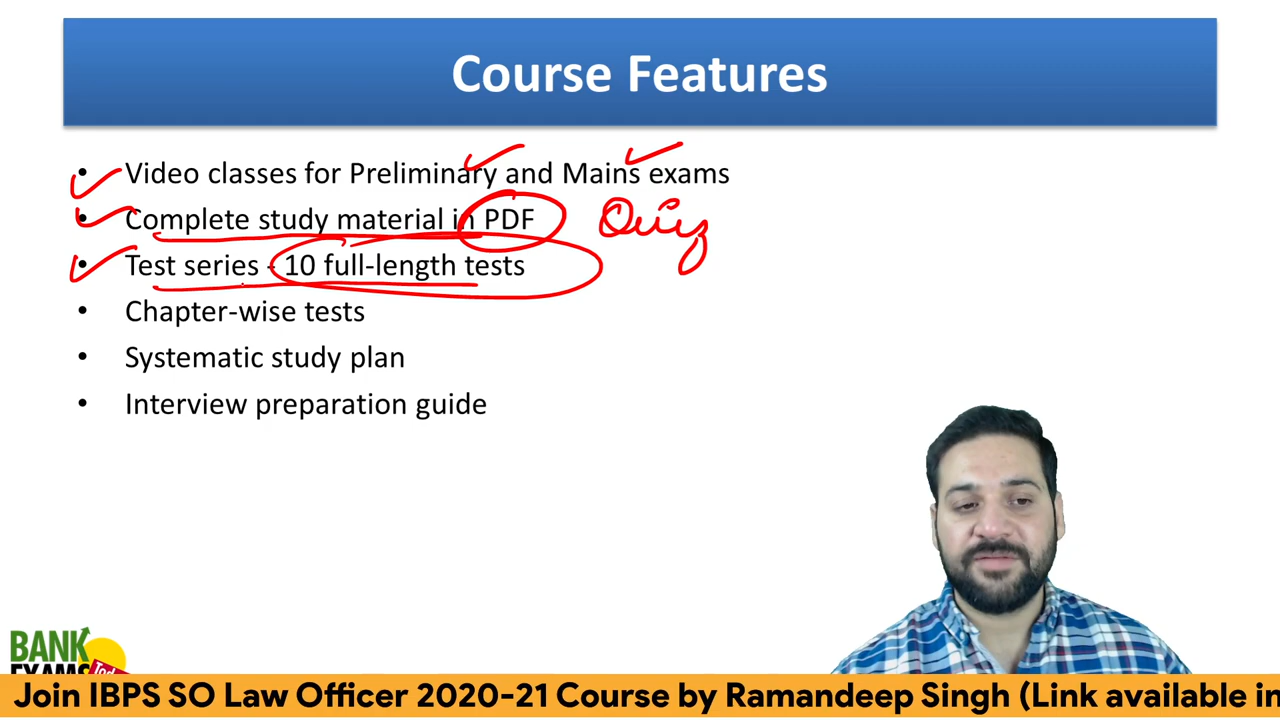 Course Features
• Video classes for Preliminary and Mains exams
• Complete study material in PDF
Quiz
• Test series - 10 full-length tests
• Chapter-wise tests
• Systematic study plan
• Interview preparation guide
BANK
EXAMS Tod
Join IBPS SO Law Officer 2020-21 Course by Ramandeep Singh (Link available in